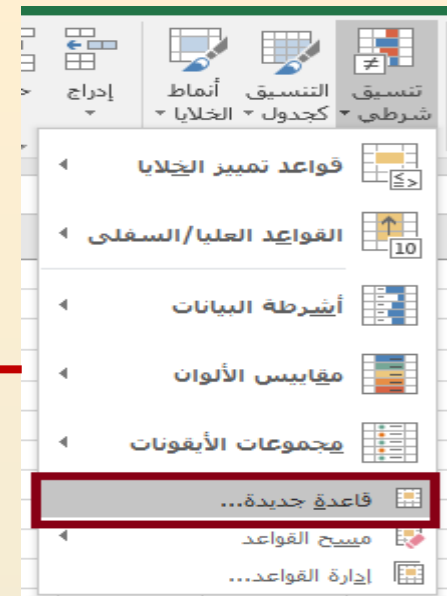 تنسيق شرطي
التنسيق كجدول
أنماط الخلايا
إدراج
قواعد تمييز الخلايا
≤ >
القواعد العليا/السفلى
10
أشرطة البيانات
مقاييس الألوان
مجموعات الأيقونات
قاعدة جديدة...
مسح القواعد
إدارة القواعد...